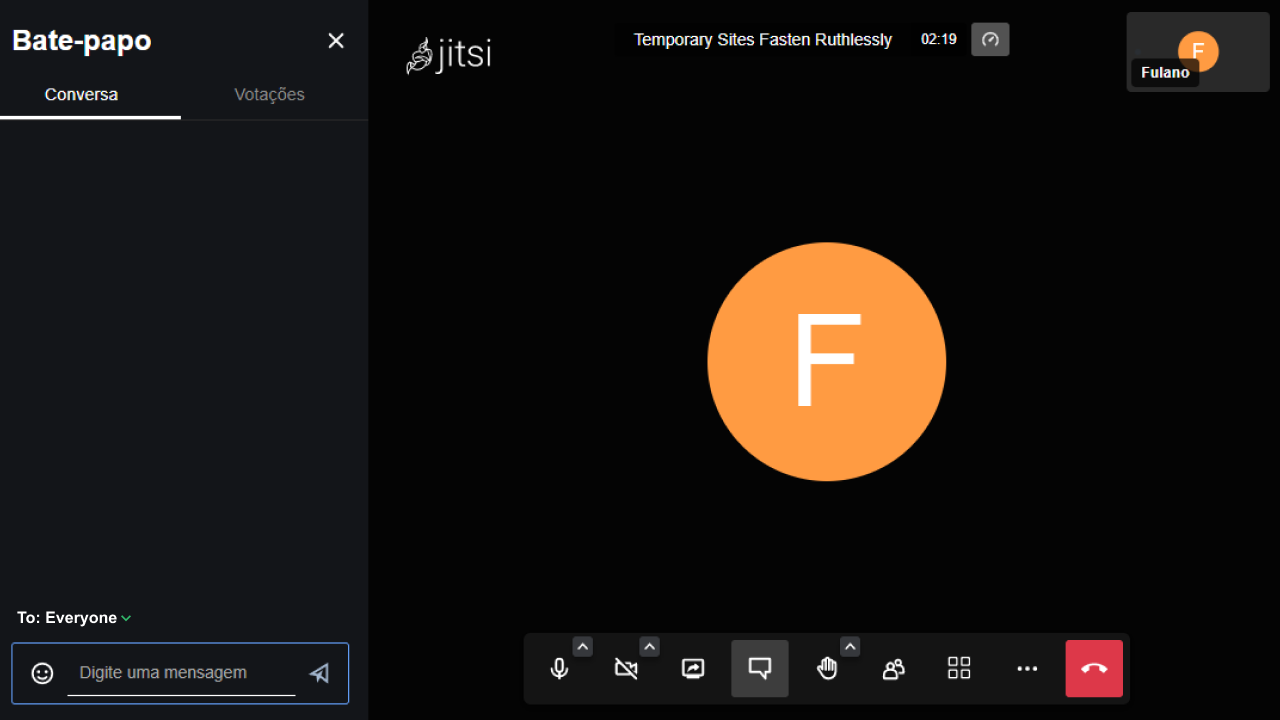 Bate-papo
Conversa
Votações
To: Everyone
Digite uma mensagem
jitsi
Temporary Sites Fasten Ruthlessly
02:19
F
Fulano
F